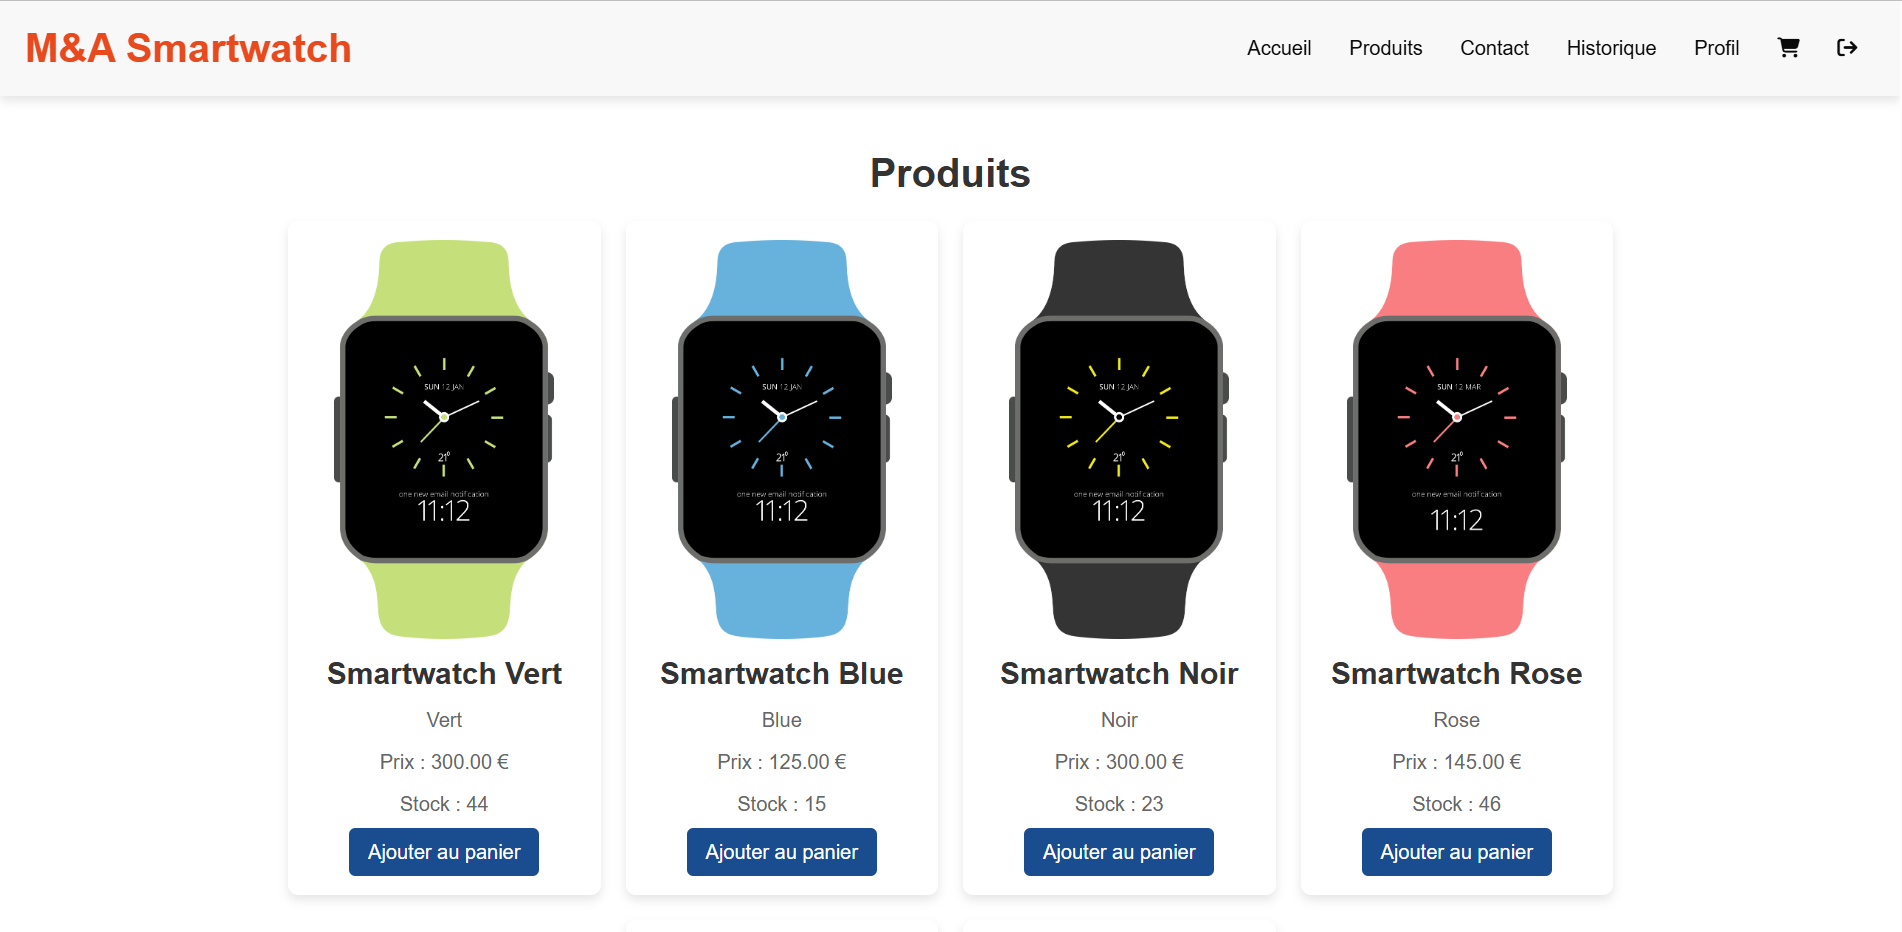 M&A Smartwatch
Accueil Produits Contact Historique Profil
Produits
SUN 12 JAN
21°
one new email notification
11:12
Smartwatch Vert
Vert
Prix : 300.00 €
Stock : 44
Ajouter au panier
SUN 12 JAN
21°
one new email notification
11:12
Smartwatch Blue
Blue
Prix : 125.00 €
Stock : 15
Ajouter au panier
SUN 12 JAN
21°
one new email notification
11:12
Smartwatch Noir
Noir
Prix : 300.00 €
Stock : 23
Ajouter au panier
SUN 12 MAR
21°
one new email notification
11:12
Smartwatch Rose
Rose
Prix : 145.00 €
Stock : 46
Ajouter au panier